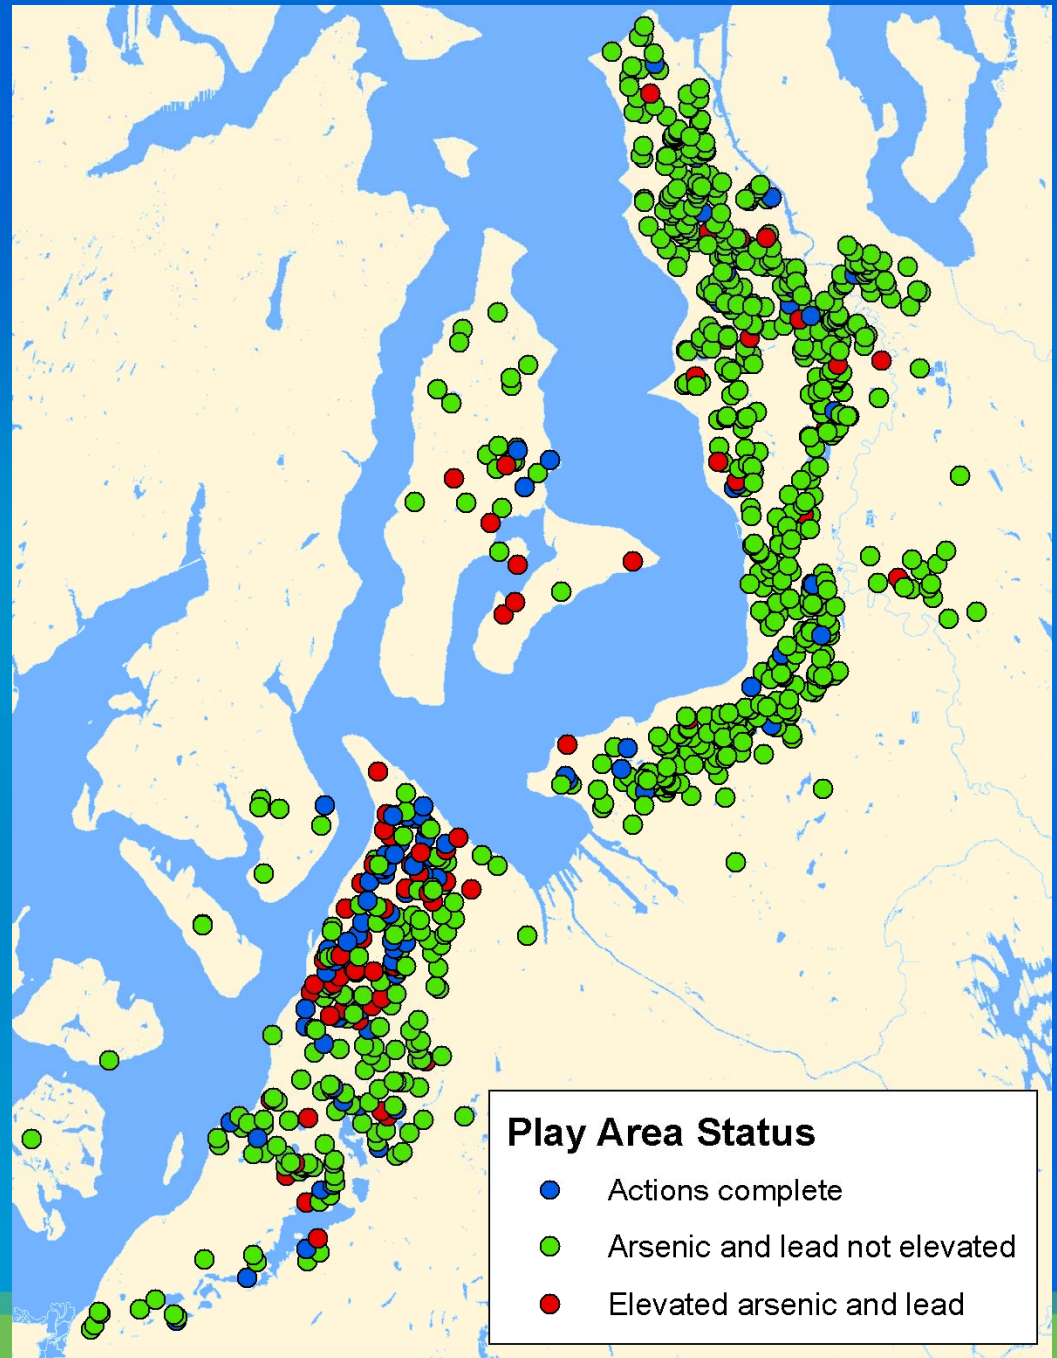 Play Area Status
Actions complete
Arsenic and lead not elevated
Elevated arsenic and lead